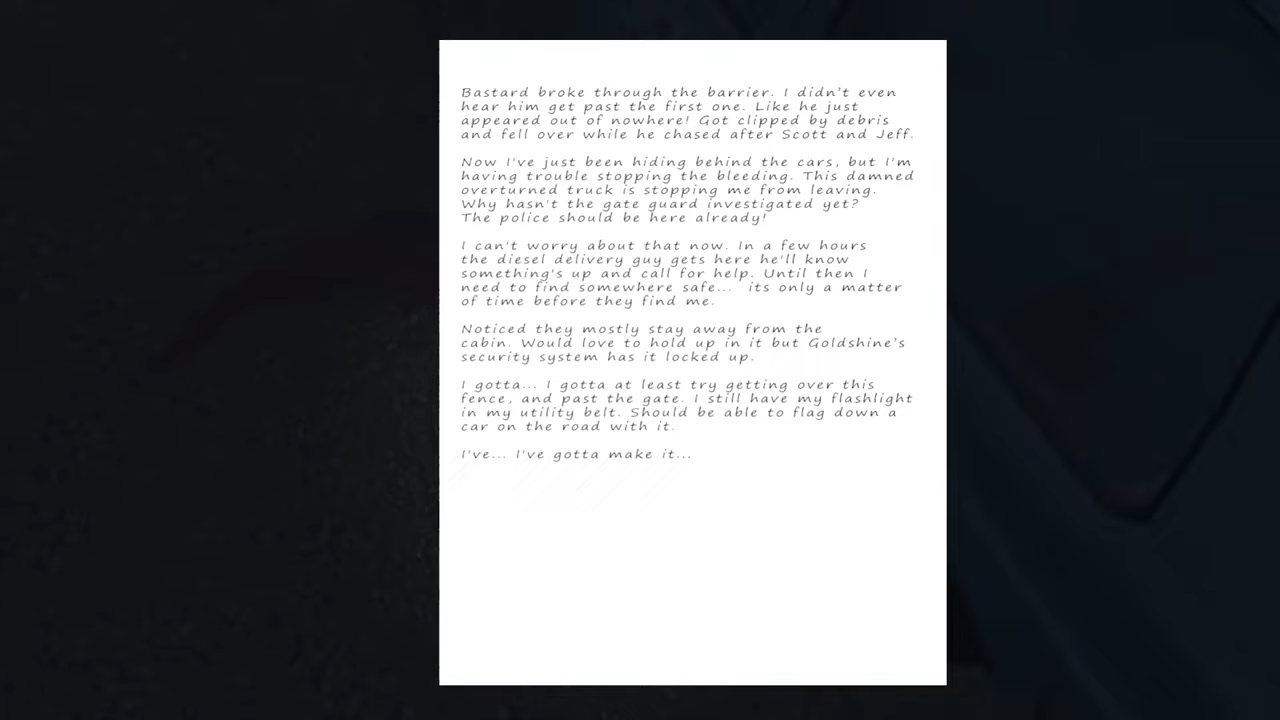 Bastard broke through the barrier. I didn't even
hear him get past the first one. Like he just
appeared out of nowhere! Got clipped by debris
and fell over while he chased after Scott and Jeff.
Now I've just been hiding behind the cars, but I'm
having trouble stopping the bleeding. This damned
overturned truck is stopping me from leaving.
Why hasn't the gate guard investigated yet?
The police should be here already!
I can't worry about that now. In a few hours
the diesel delivery guy gets here he'll know
something's up and call for help. Until then I
need to find somewhere safe... its only a matter
of time before they find me.
Noticed they mostly stay away from the
cabin. Would love to hold up in it but Goldshine's
security system has it locked up.
I gotta... I gotta at least try getting over this
fence, and past the gate. I still have my flashlight
in my utility belt. Should be able to flag down a
car on the road with it.
I've... I've gotta make it...